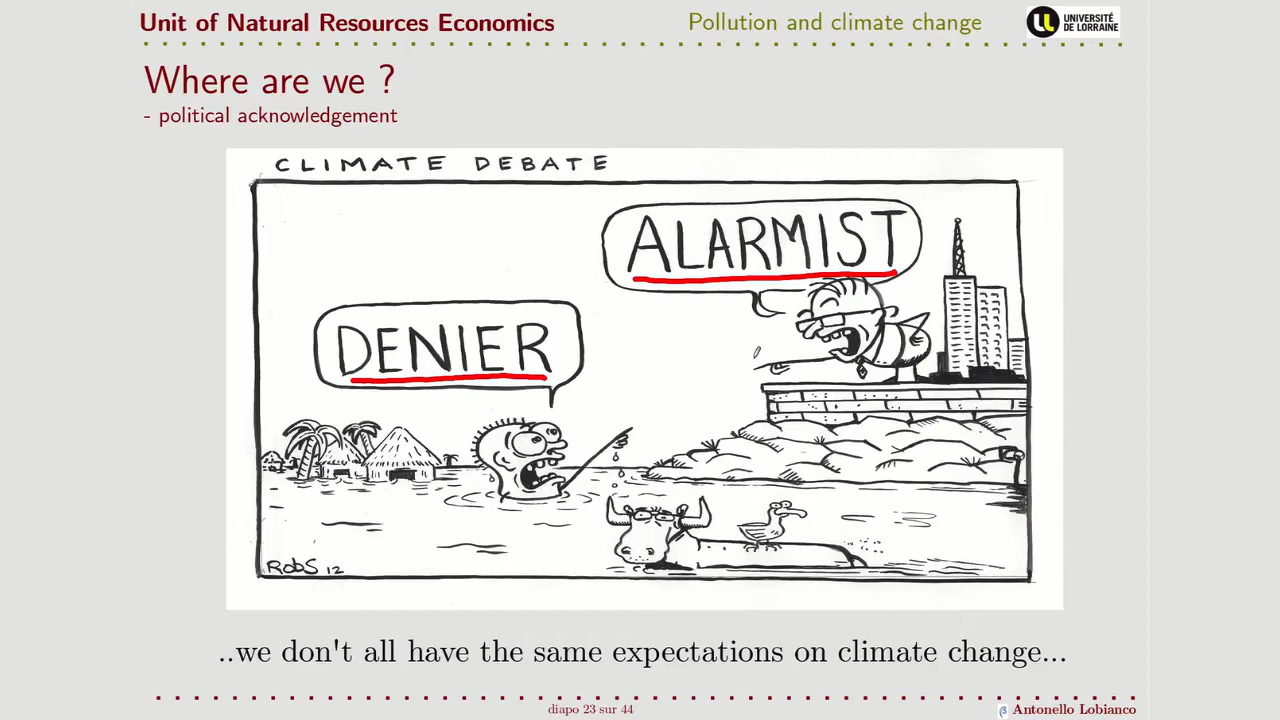 Unit of Natural Resources Economics
Pollution and climate change
UNIVERSITÉ
DE LORRAINE
Where are we ?
- political acknowledgement
CLIMATE DEBATE
ALARMIST
DENIER
RobS 12
..we don't all have the same expectations on climate change...
diapo 23 sur 44
Antonello Lobianco